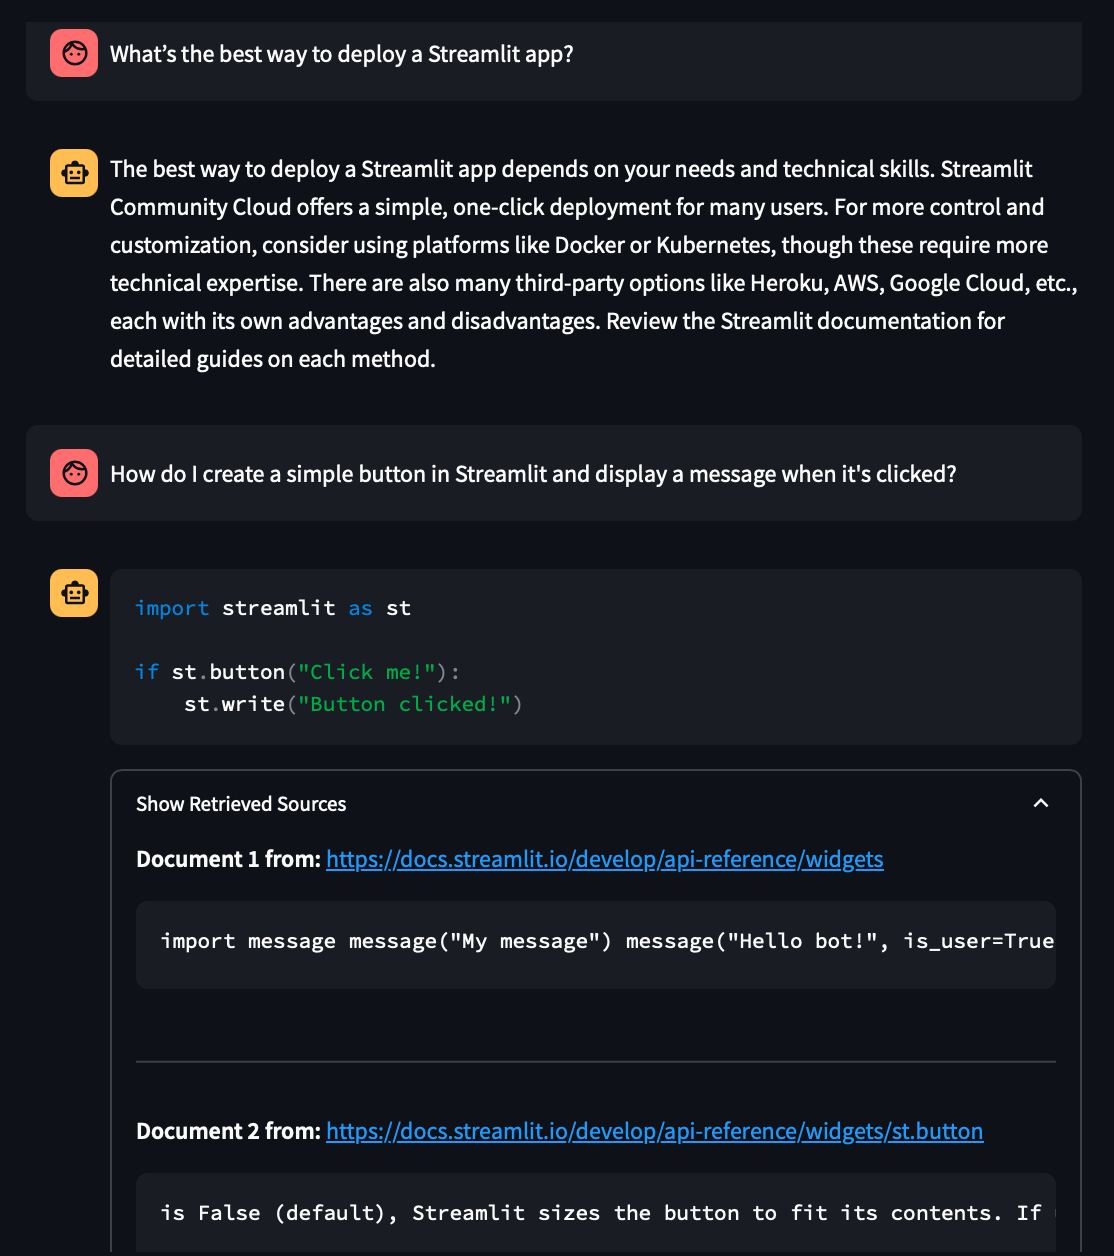 What’s the best way to deploy a Streamlit app?
The best way to deploy a Streamlit app depends on your needs and technical skills. Streamlit
Community Cloud offers a simple, one-click deployment for many users. For more control and
customization, consider using platforms like Docker or Kubernetes, though these require more
technical expertise. There are also many third-party options like Heroku, AWS, Google Cloud, etc.,
each with its own advantages and disadvantages. Review the Streamlit documentation for
detailed guides on each method.
How do I create a simple button in Streamlit and display a message when it's clicked?
import streamlit as st
if st.button("Click me!"):
    st.write("Button clicked!")
Show Retrieved Sources
Document 1 from: https://docs.streamlit.io/develop/api-reference/widgets
import message message("My message") message("Hello bot!", is_user=True
Document 2 from: https://docs.streamlit.io/develop/api-reference/widgets/st.button
is False (default), Streamlit sizes the button to fit its contents. If